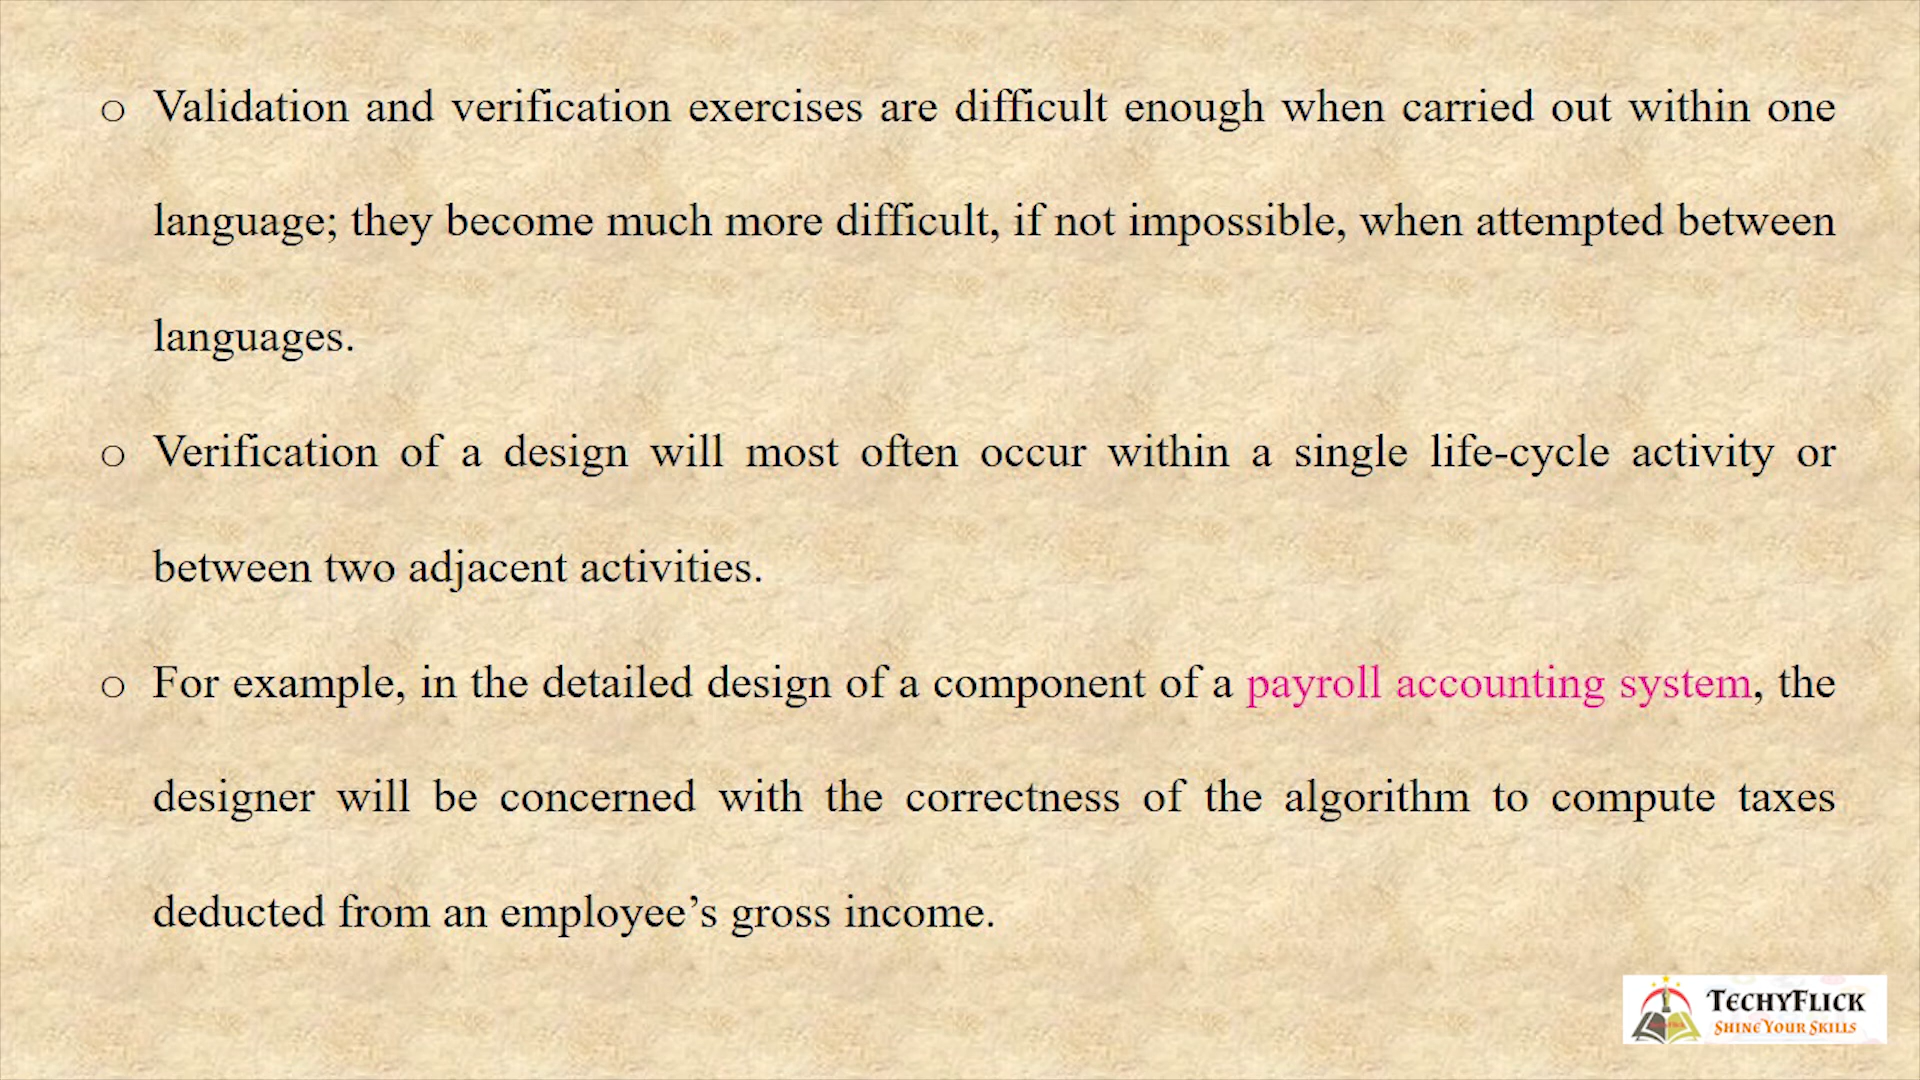 o Validation and verification exercises are difficult enough when carried out within one
language; they become much more difficult, if not impossible, when attempted between
languages.
o Verification of a design will most often occur within a single life-cycle activity or
between two adjacent activities.
o For example, in the detailed design of a component of a payroll accounting system, the
designer will be concerned with the correctness of the algorithm to compute taxes
deducted from an employee’s gross income.
TECHYFLICK
SHINE YOUR SKILLS